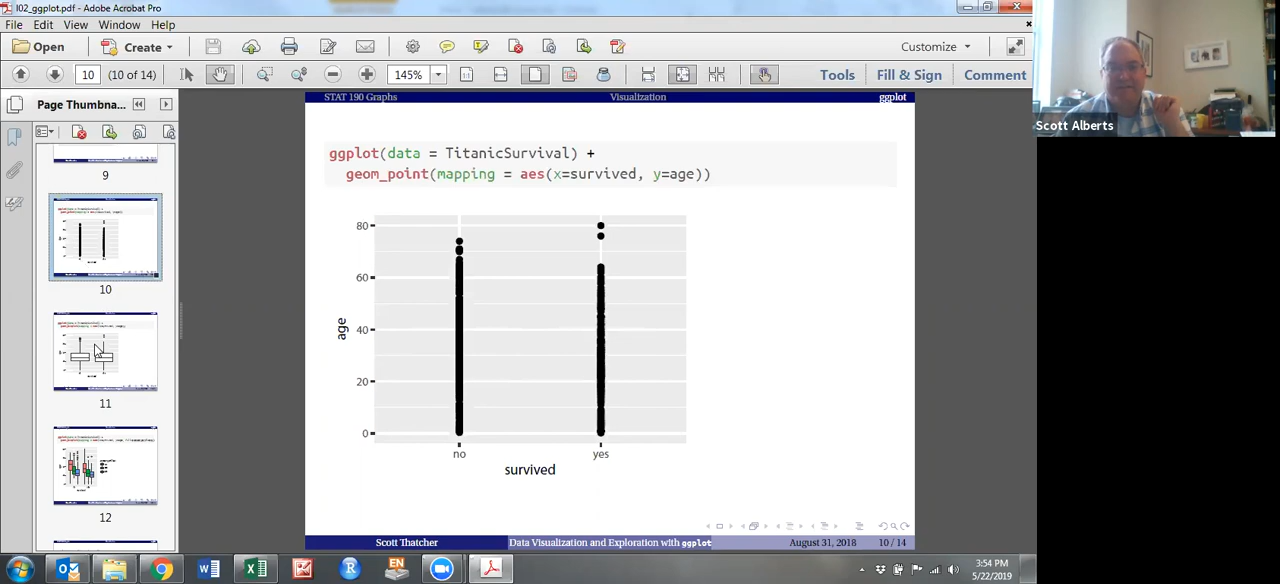 l02_ggplot.pdf - Adobe Acrobat Pro
File Edit View Window Help
Open Create Customize
10 (10 of 14) 145% Tools Fill & Sign Comment
Page Thumbna...
9
10
11
12
STAT 190 Graphs Visualization ggplot
ggplot(data = TitanicSurvival) +
geom_point(mapping = aes(x=survived, y=age))
80
60
40
20
0
age
no yes
survived
Scott Thatcher Data Visualization and Exploration with ggplot August 31, 2018 10 / 14
Scott Alberts
EN
3:54 PM
5/22/2019